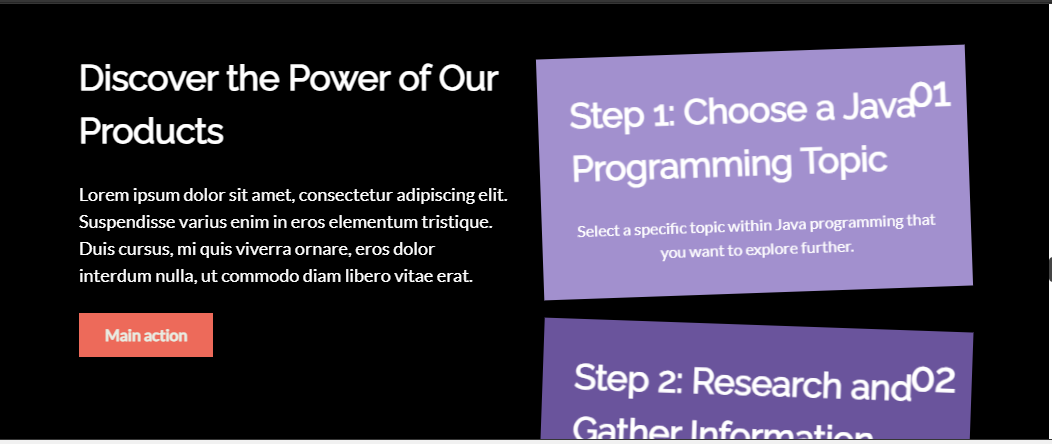 Discover the Power of Our
Products
Lorem ipsum dolor sit amet, consectetur adipiscing elit.
Suspendisse varius enim in eros elementum tristique.
Duis cursus, mi quis viverra ornare, eros dolor
interdum nulla, ut commodo diam libero vitae erat.
Main action
Step 1: Choose a Java
01
Programming Topic
Select a specific topic within Java programming that
you want to explore further.
Step 2: Research and
02
Gather Information